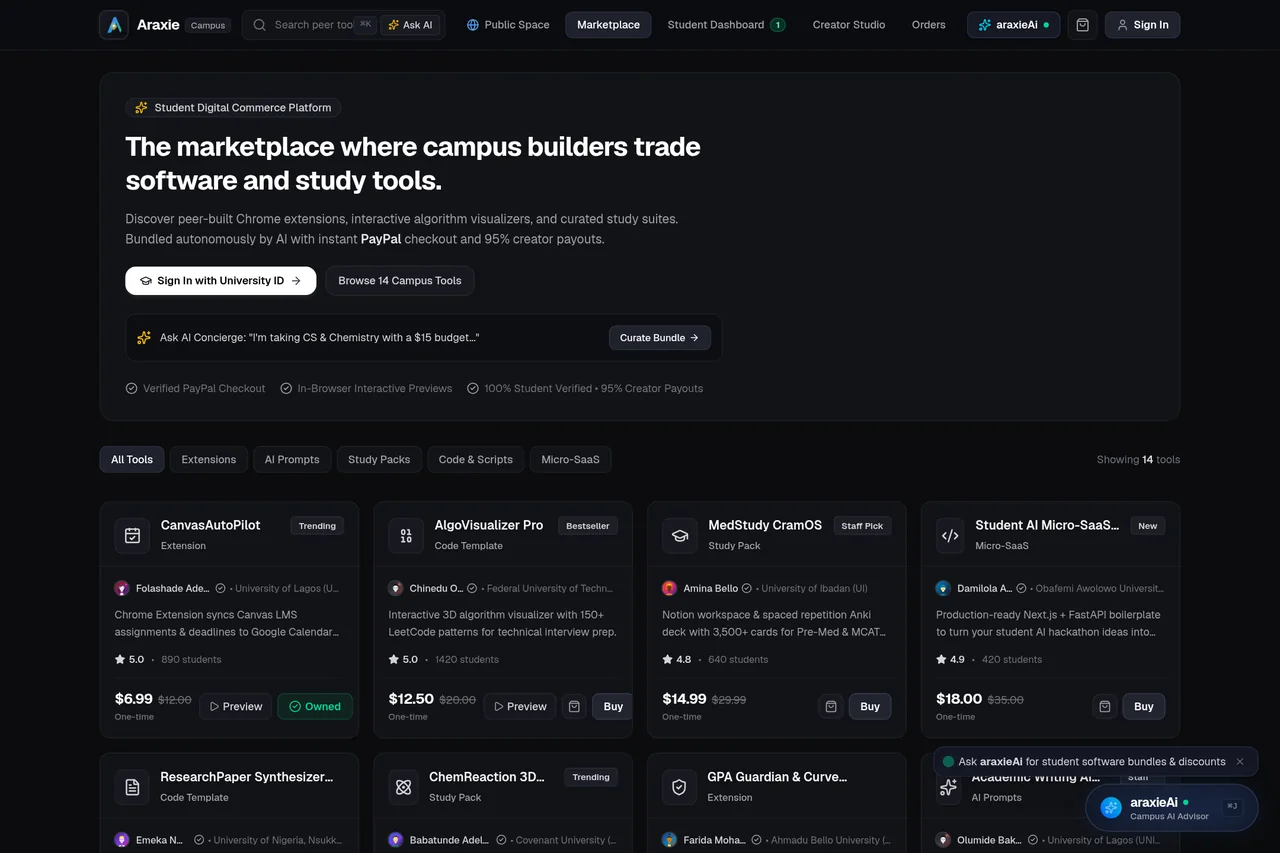 Araxie Campus Search peer too ⌘K Ask AI Public Space Marketplace Student Dashboard 1 Creator Studio Orders araxieAi Sign In
Student Digital Commerce Platform
The marketplace where campus builders trade
software and study tools.
Discover peer-built Chrome extensions, interactive algorithm visualizers, and curated study suites.
Bundled autonomously by AI with instant PayPal checkout and 95% creator payouts.
Sign In with University ID → Browse 14 Campus Tools
Ask AI Concierge: "I'm taking CS & Chemistry with a $15 budget..." Curate Bundle →
Verified PayPal Checkout In-Browser Interactive Previews 100% Student Verified • 95% Creator Payouts
All Tools Extensions AI Prompts Study Packs Code & Scripts Micro-SaaS Showing 14 tools
CanvasAutoPilot Trending
Extension
Folashade Ade... • University of Lagos (U...
Chrome Extension syncs Canvas LMS
assignments & deadlines to Google Calendar...
5.0 • 890 students
$6.99 $12.00 Preview Owned
One-time
AlgoVisualizer Pro Bestseller
Code Template
Chinedu O... • Federal University of Techn...
Interactive 3D algorithm visualizer with 150+
LeetCode patterns for technical interview prep.
5.0 • 1420 students
$12.50 $20.00 Preview Buy
One-time
MedStudy CramOS Staff Pick
Study Pack
Amina Bello • University of Ibadan (UI)
Notion workspace & spaced repetition Anki
deck with 3,500+ cards for Pre-Med & MCAT...
4.8 • 640 students
$14.99 $29.99 Buy
One-time
Student AI Micro-SaaS... New
Micro-SaaS
Damilola A... • Obafemi Awolowo Universit...
Production-ready Next.js + FastAPI boilerplate
to turn your student AI hackathon ideas into...
4.9 • 420 students
$18.00 $35.00 Buy
One-time
ResearchPaper Synthesizer...
Code Template
Emeka N... • University of Nigeria, Nsukk...
ChemReaction 3D... Trending
Study Pack
Babatunde Adel... • Covenant University (...
GPA Guardian & Curve...
Extension
Farida Moha... • Ahmadu Bello University (...
Academic Writing AI... Staff
AI Prompts
Olumide Bak... • University of Lagos (UNI...
Ask araxieAi for student software bundles & discounts
araxieAi ⌘J
Campus AI Advisor